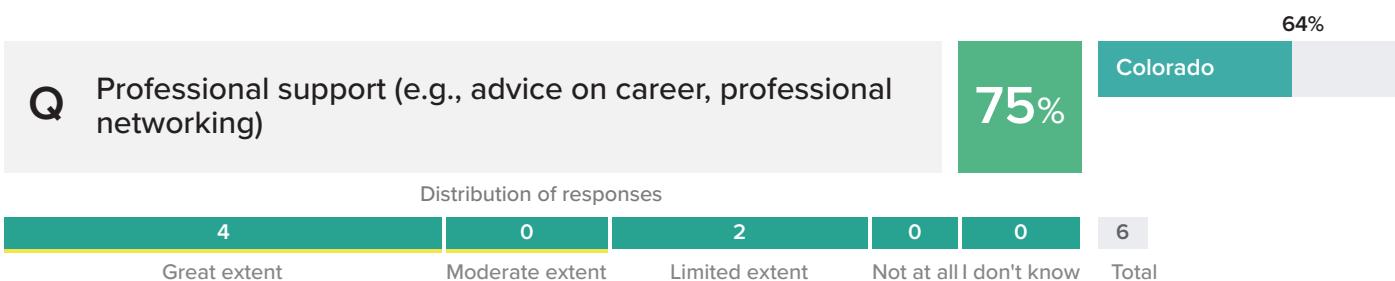 64%
Q
Professional support (e.g., advice on career, professional
networking)
75%
Colorado
Distribution of responses
4
0
2
0
0
6
Great extent
Moderate extent
Limited extent
Not at all
I don't know
Total